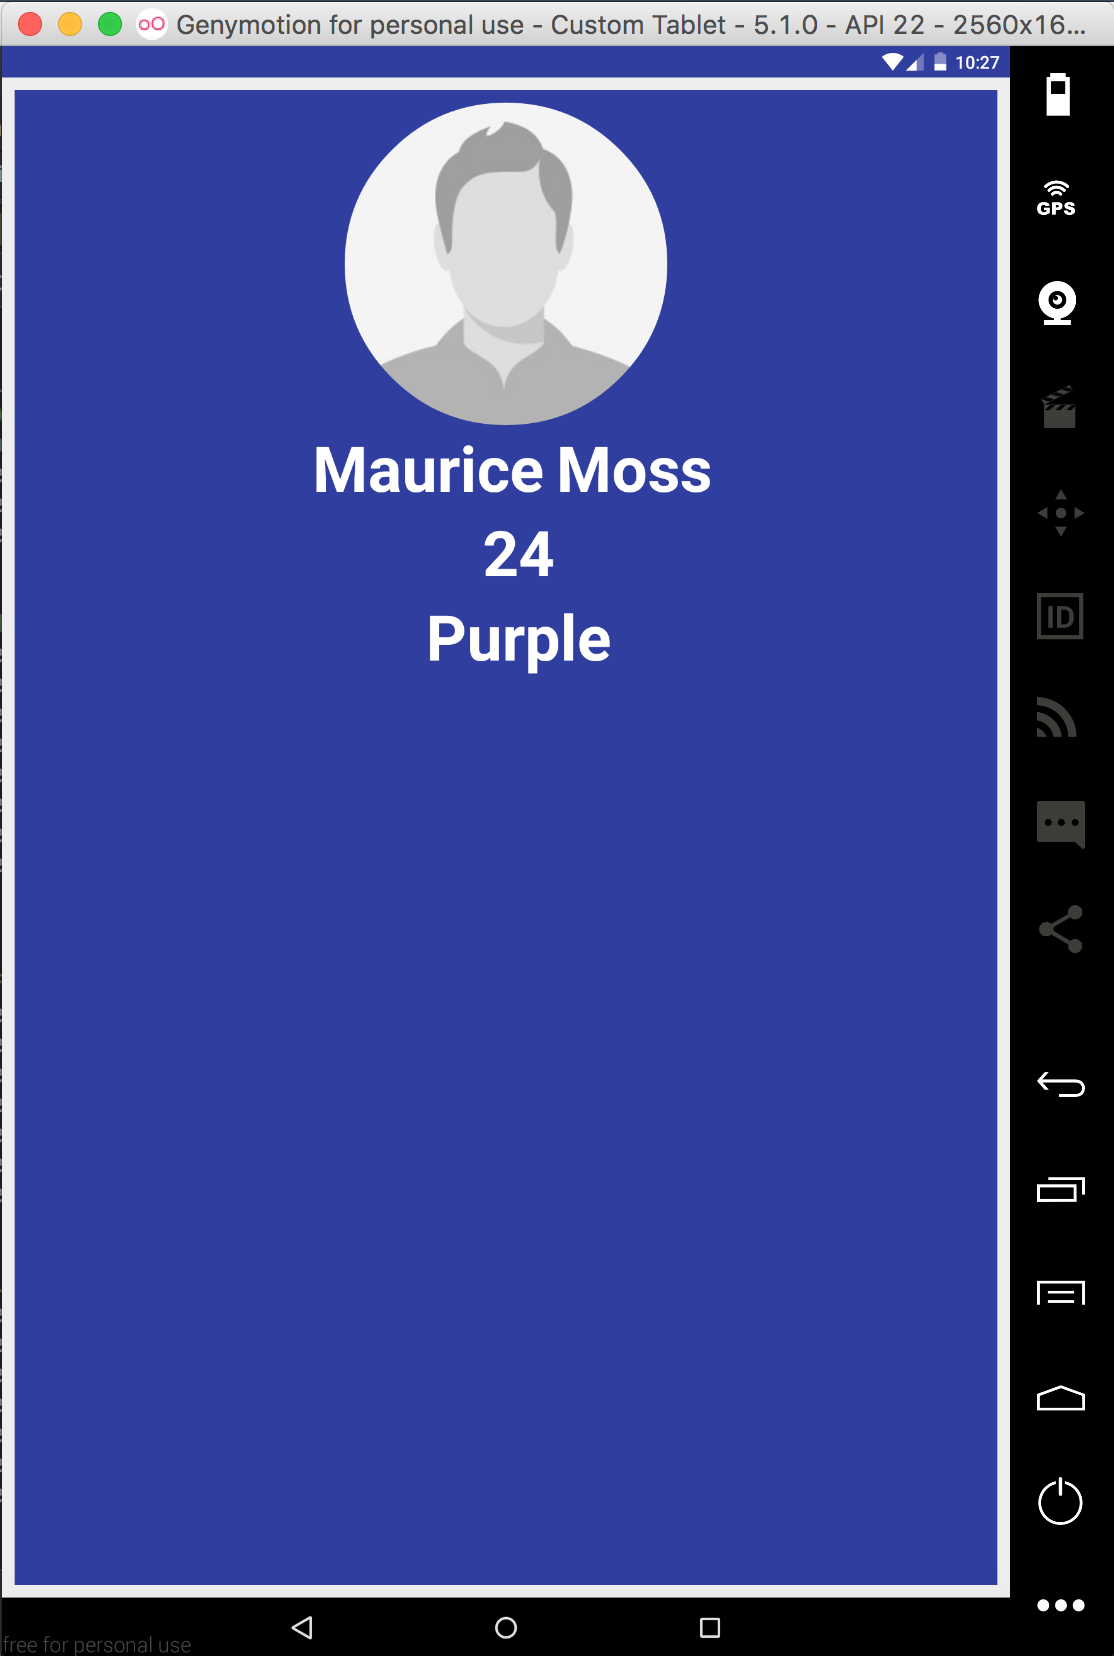 Genymotion for personal use - Custom Tablet - 5.1.0 - API 22 - 2560x16...
10:27
GPS
Maurice Moss
24
Purple
ID
free for personal use